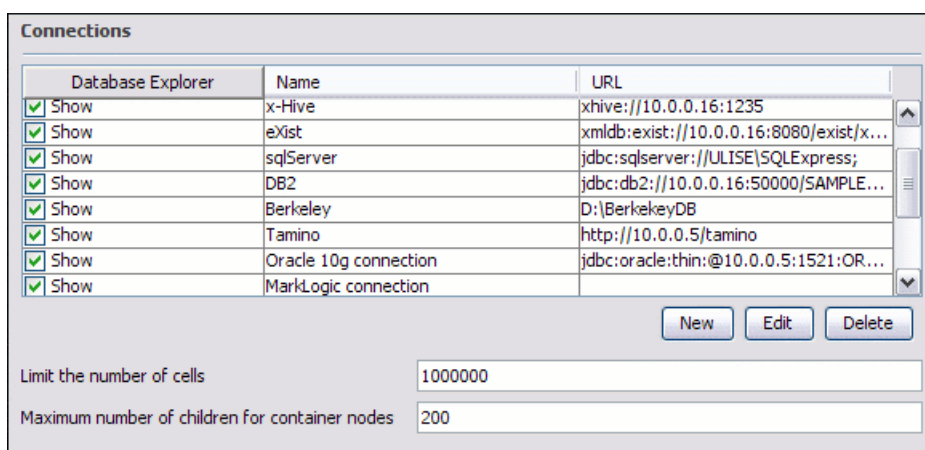 Connections
Database Explorer Name URL
Show x-Hive xhive://10.0.0.16:1235
Show eXist xmldb:exist://10.0.0.16:8080/exist/x...
Show sqlServer jdbc:sqlserver://ULISE\SQLExpress;
Show DB2 jdbc:db2://10.0.0.16:50000/SAMPLE...
Show Berkeley D:\BerkekeyDB
Show Tamino http://10.0.0.5/tamino
Show Oracle 10g connection jdbc:oracle:thin:@10.0.0.5:1521:OR...
Show MarkLogic connection
New Edit Delete
Limit the number of cells 1000000
Maximum number of children for container nodes 200